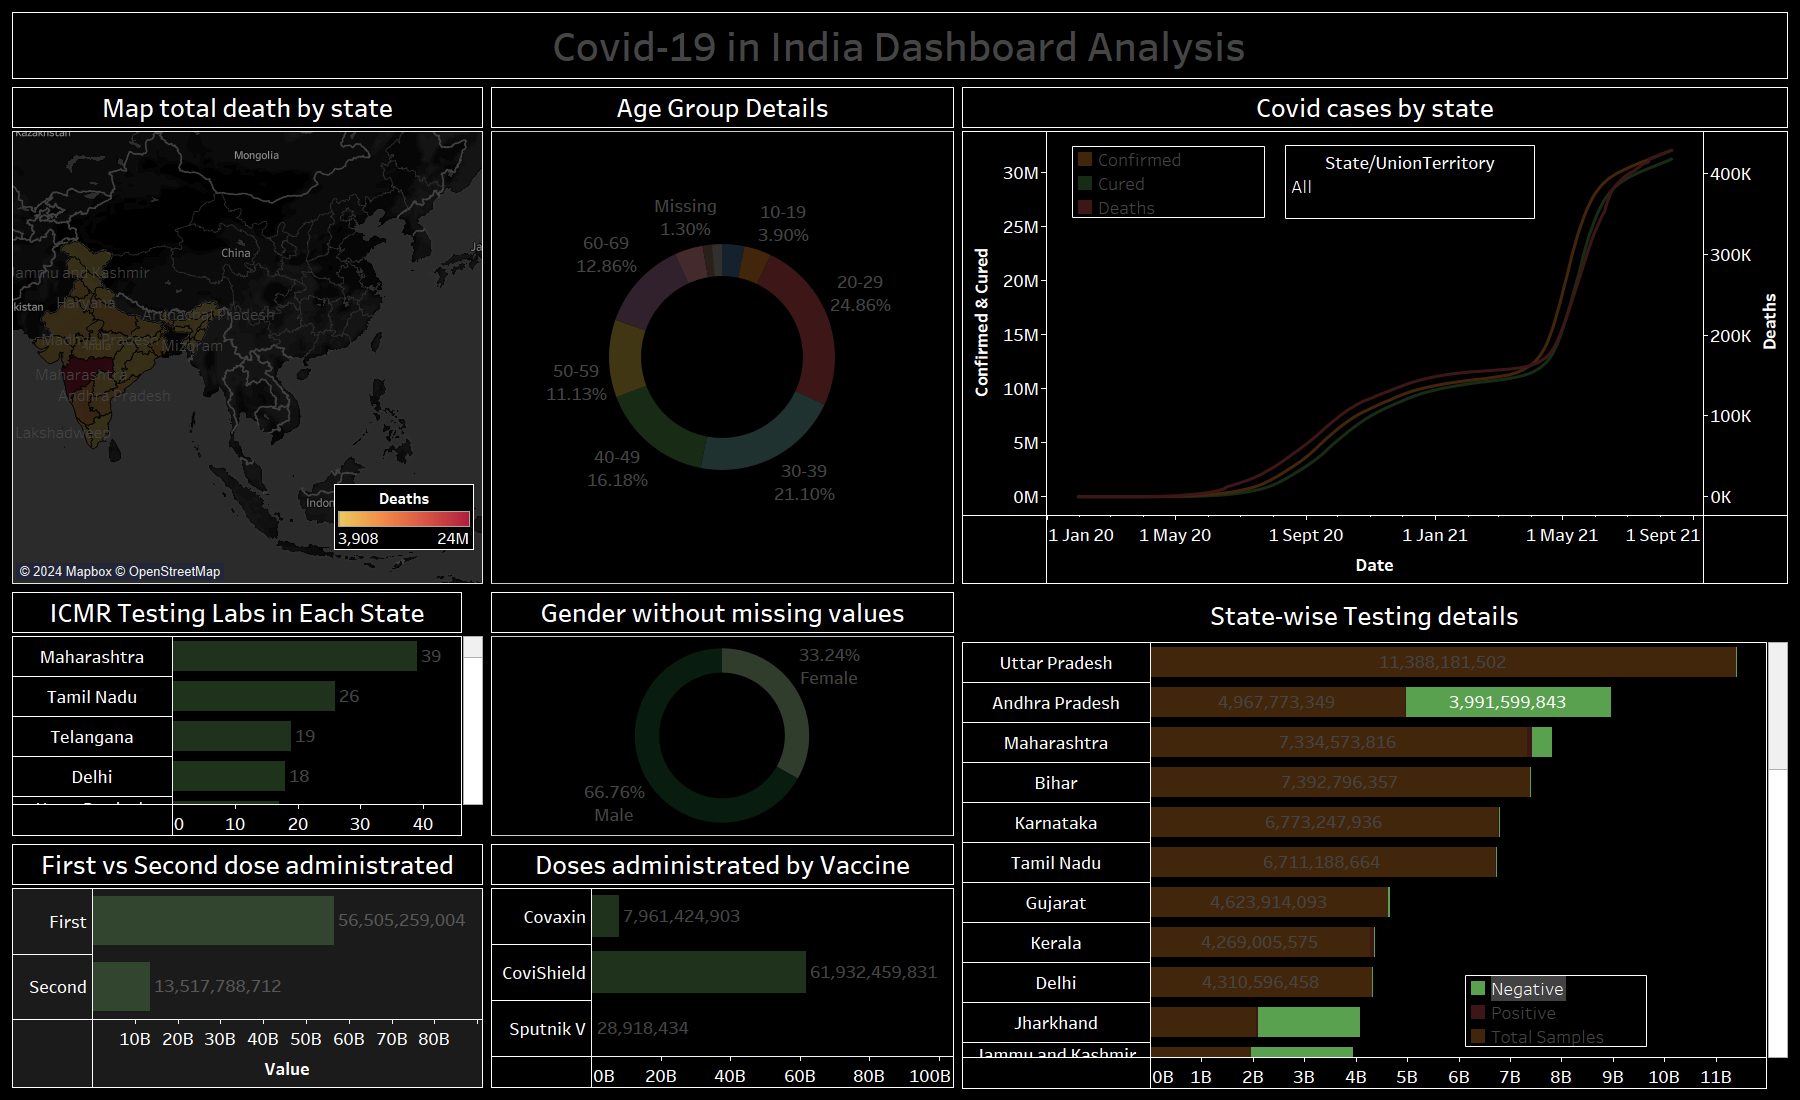 Covid-19 in India Dashboard Analysis
Map total death by state
Kazakhstan
Mongolia
China
Ja
Jammu and Kashmir
kistan
Haryana
Arunachal Pradesh
Madhya Pradesh
India
Mizoram
Maharashtra
Andhra Pradesh
Lakshadweep
Indon
Deaths
3,908 24M
© 2024 Mapbox © OpenStreetMap
Age Group Details
Missing
1.30%
10-19
3.90%
60-69
12.86%
20-29
24.86%
50-59
11.13%
40-49
16.18%
30-39
21.10%
Covid cases by state
Confirmed
Cured
Deaths
State/UnionTerritory
All
Confirmed & Cured
30M
25M
20M
15M
10M
5M
0M
400K
300K
200K
100K
0K
Deaths
1 Jan 20 1 May 20 1 Sept 20 1 Jan 21 1 May 21 1 Sept 21
Date
ICMR Testing Labs in Each State
Maharashtra 39
Tamil Nadu 26
Telangana 19
Delhi 18
0 10 20 30 40
Gender without missing values
33.24%
Female
66.76%
Male
State-wise Testing details
Uttar Pradesh 11,388,181,502
Andhra Pradesh 4,967,773,349 3,991,599,843
Maharashtra 7,334,573,816
Bihar 7,392,796,357
Karnataka 6,773,247,936
Tamil Nadu 6,711,188,664
Gujarat 4,623,914,093
Kerala 4,269,005,575
Delhi 4,310,596,458
Jharkhand
Jammu and Kashmir
Negative
Positive
Total Samples
0B 1B 2B 3B 4B 5B 6B 7B 8B 9B 10B 11B
First vs Second dose administrated
First 56,505,259,004
Second 13,517,788,712
10B 20B 30B 40B 50B 60B 70B 80B
Value
Doses administrated by Vaccine
Covaxin 7,961,424,903
CoviShield 61,932,459,831
Sputnik V 28,918,434
0B 20B 40B 60B 80B 100B